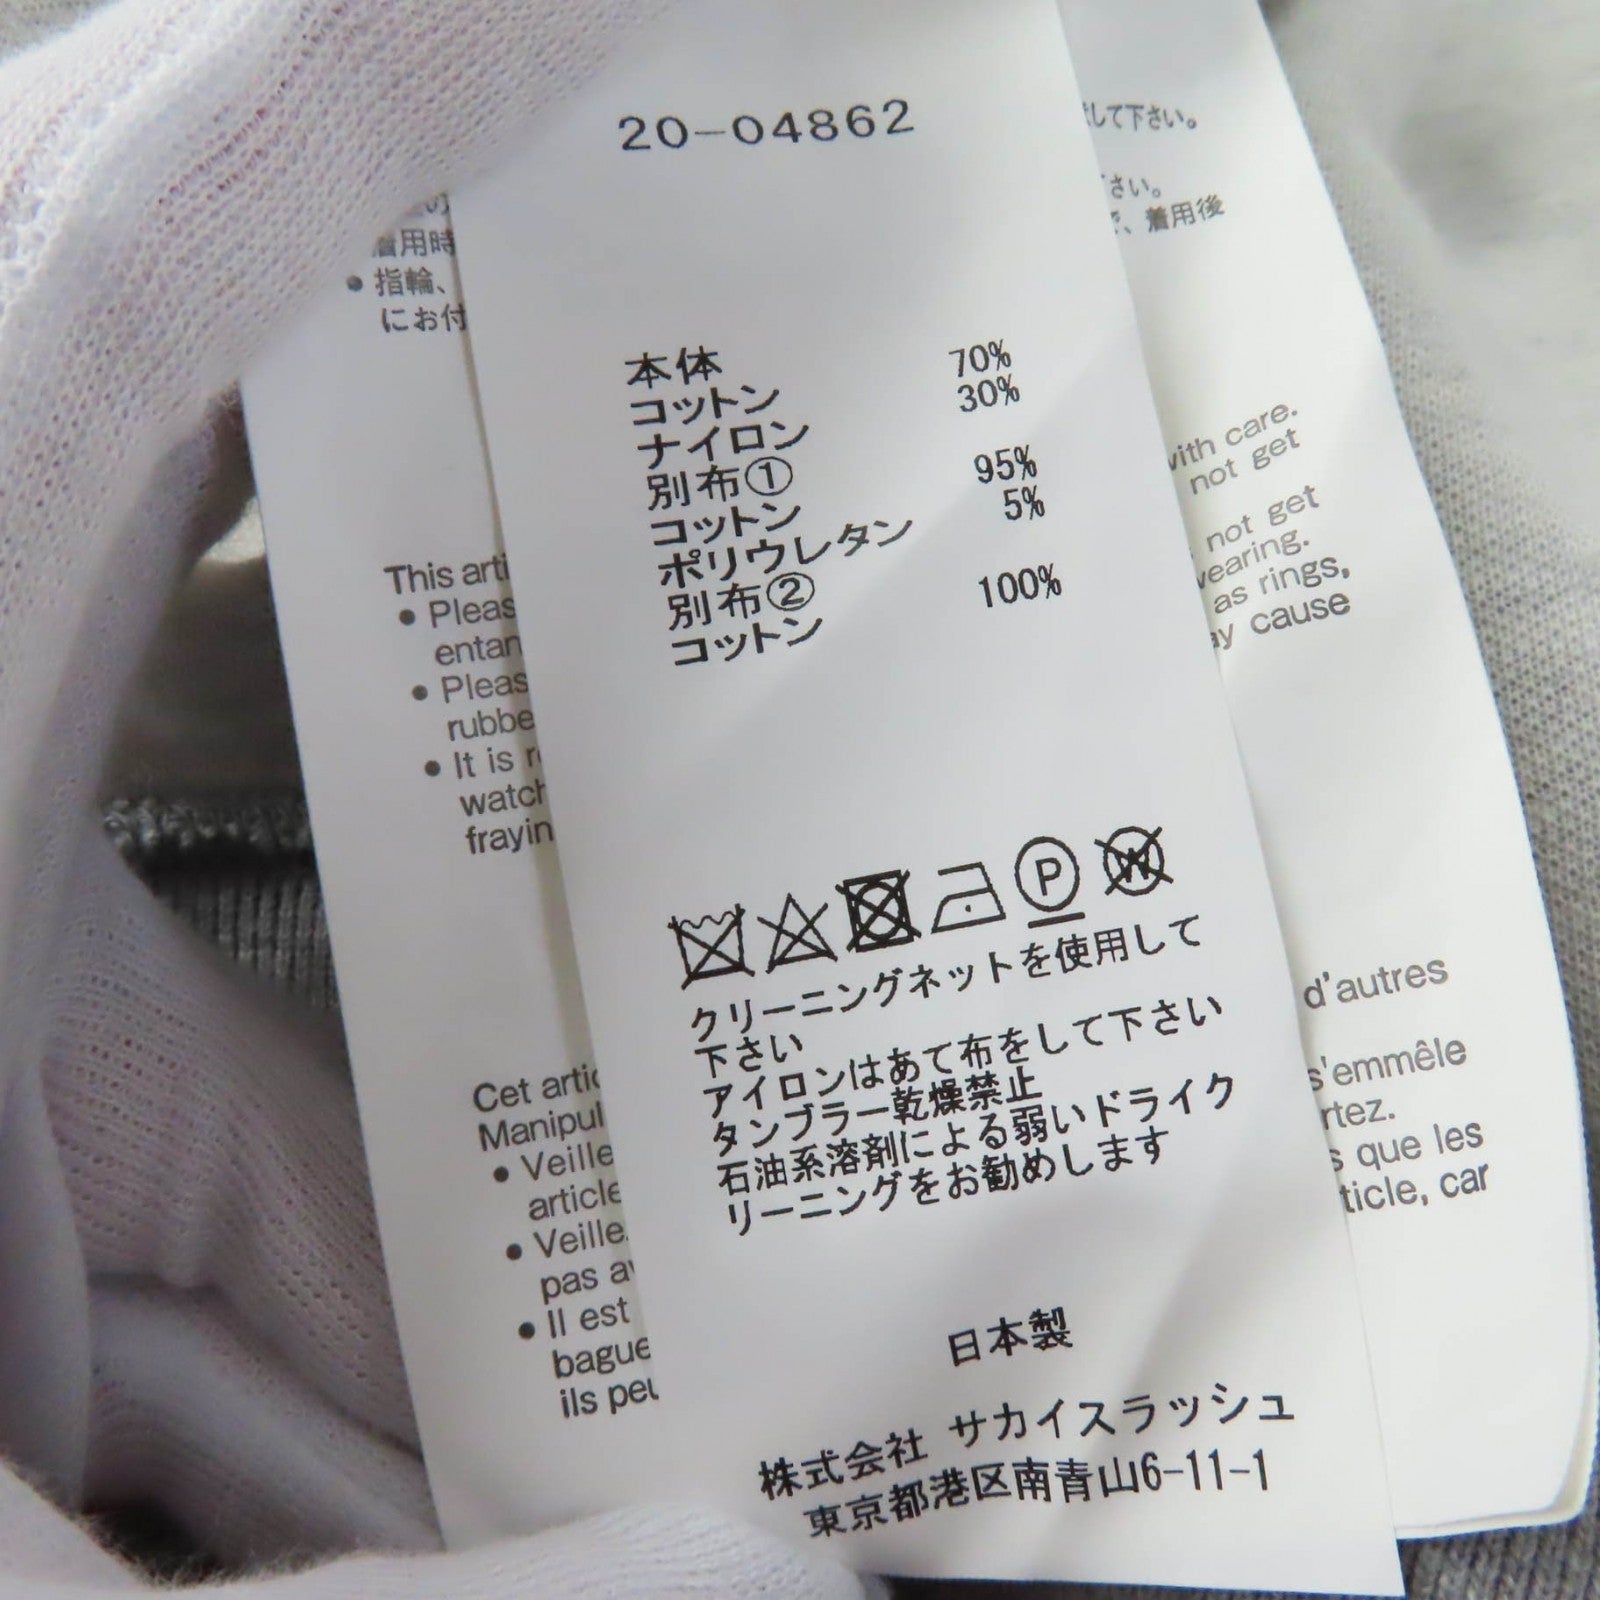 20-04862
本体
コットン 70%
ナイロン 30%
別布①
コットン 95%
ポリウレタン 5%
別布②
コットン 100%
P
W
クリーニングネットを使用して
下さい
アイロンはあて布をして下さい
タンブラー乾燥禁止
石油系溶剤による弱いドライク
リーニングをお勧めします
日本製
株式会社 サカイスラッシュ
東京都港区南青山6-11-1
着用時
● 指輪、
にお付
This arti
● Pleas
entan
● Pleas
rubbe
● It is r
watch
frayin
Cet artic
Manipul
● Veille
article
● Veille
pas av
● Il est
bague
ils peu
して下さい。
さい。
、着用後
with care.
not get
not get
wearing.
as rings,
ay cause
d'autres
s'emmêle
rtez.
s que les
ticle, car